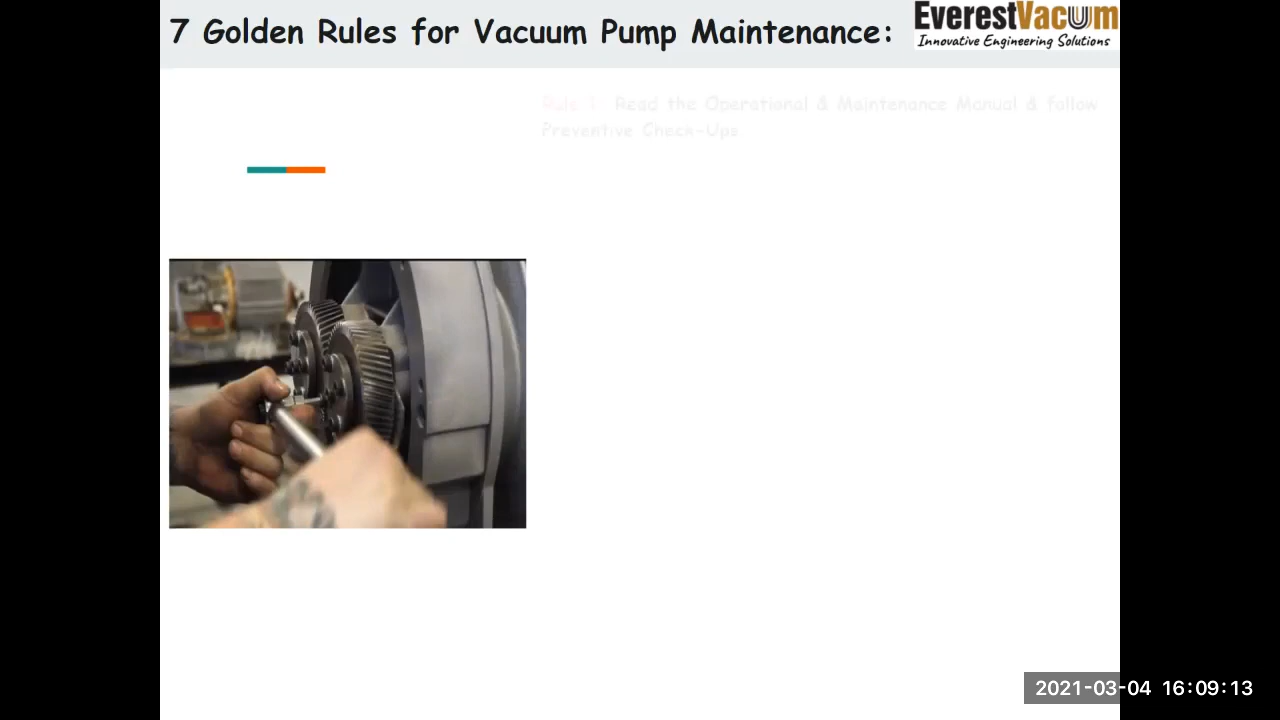 7 Golden Rules for Vacuum Pump Maintenance:
EverestVacuum
Innovative Engineering Solutions
Rule 1: Read the Operational & Maintenance Manual & follow
Preventive Check-Ups
2021-03-04 16:09:13